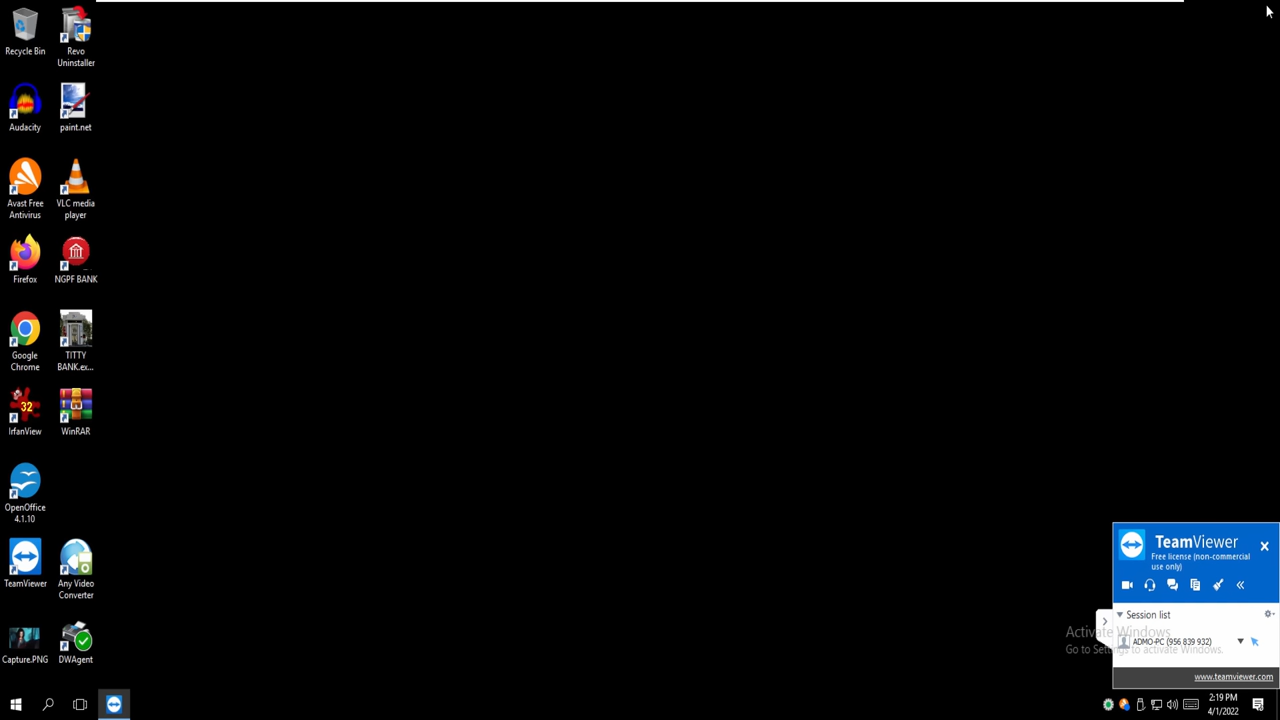 Recycle Bin
Revo
Uninstaller
Audacity
paint.net
Avast Free
Antivirus
VLC media
player
Firefox
NGPF BANK
Google
Chrome
TITTY
BANK.ex...
32
IrfanView
WinRAR
OpenOffice
4.1.10
TeamViewer
Any Video
Converter
Capture.PNG
DWAgent
TeamViewer
Free license (non-commercial
use only)
Session list
Activate Windows
ADMO-PC (956 839 932)
Go to Settings to activate Windows.
www.teamviewer.com
2:19 PM
4/1/2022